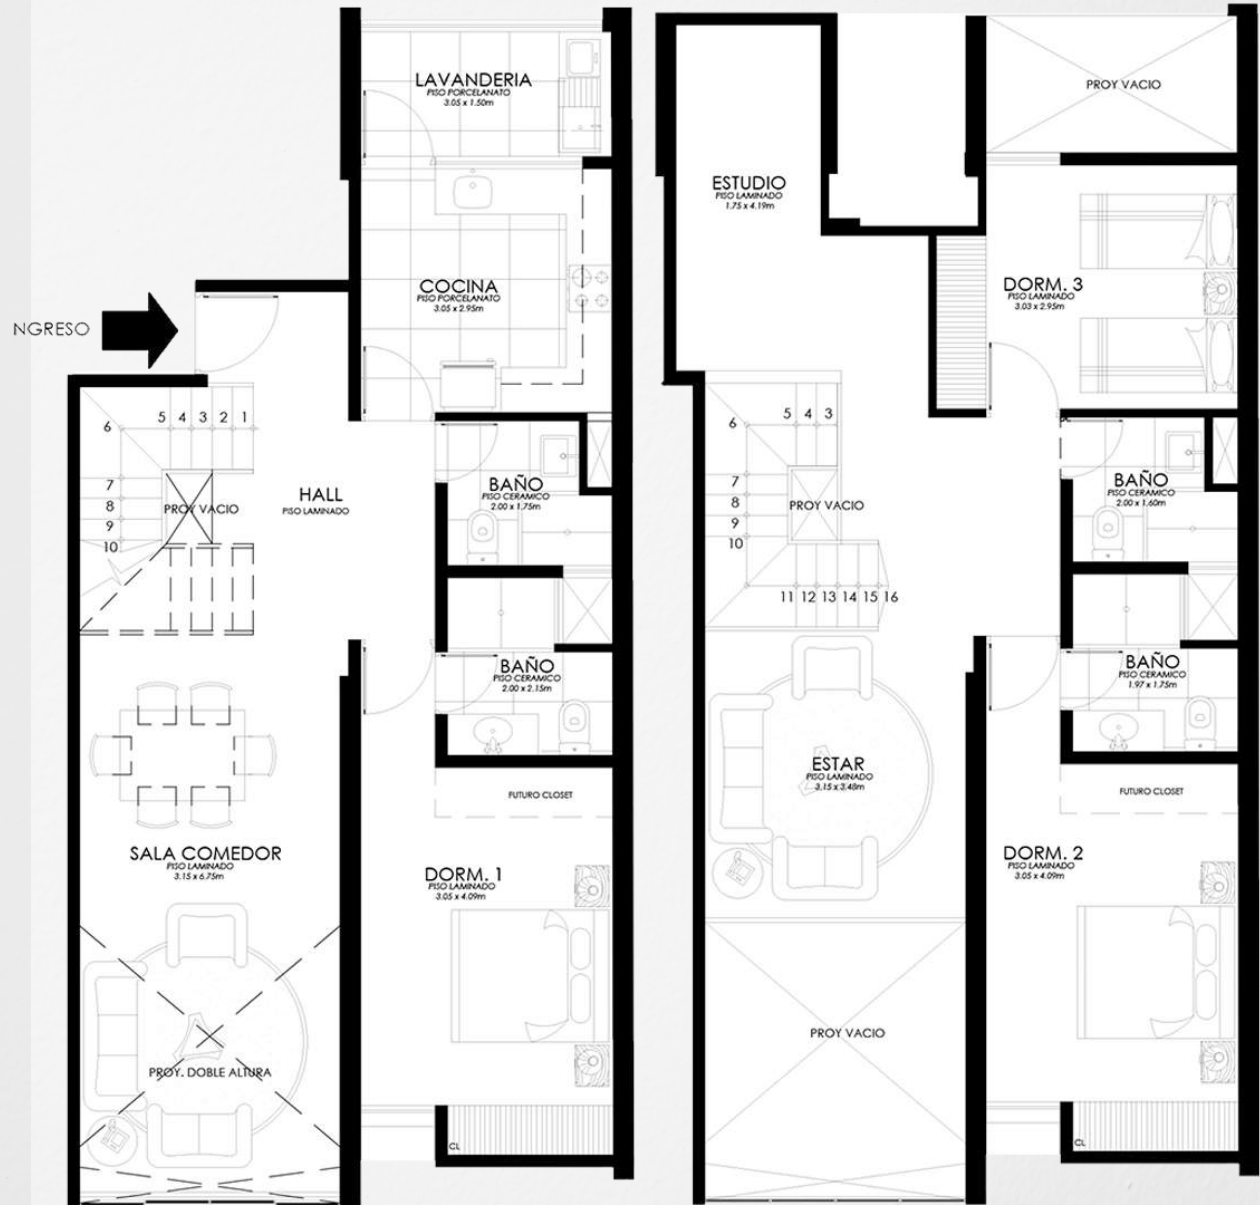 LAVANDERIA
PISO PORCELANATO
3.05 x 1.50m
COCINA
PISO PORCELANATO
3.05 x 2.95m
NGRESO
5 4 3 2 1
6
7
8
9
10
PROY VACIO
HALL
PISO LAMINADO
BAÑO
PISO CERAMICO
2.00 x 1.75m
BAÑO
PISO CERAMICO
2.00 x 2.15m
FUTURO CLOSET
SALA COMEDOR
PISO LAMINADO
3.15 x 6.75m
DORM. 1
PISO LAMINADO
3.05 x 4.09m
PROY. DOBLE ALTURA
CL
PROY VACIO
ESTUDIO
PISO LAMINADO
1.75 x 4.19m
DORM. 3
PISO LAMINADO
3.03 x 2.95m
5 4 3
6
7
8
9
10
PROY VACIO
11 12 13 14 15 16
BAÑO
PISO CERAMICO
2.00 x 1.60m
BAÑO
PISO CERAMICO
1.97 x 1.75m
ESTAR
PISO LAMINADO
3.15 x 3.48m
FUTURO CLOSET
DORM. 2
PISO LAMINADO
3.05 x 4.09m
PROY VACIO
CL